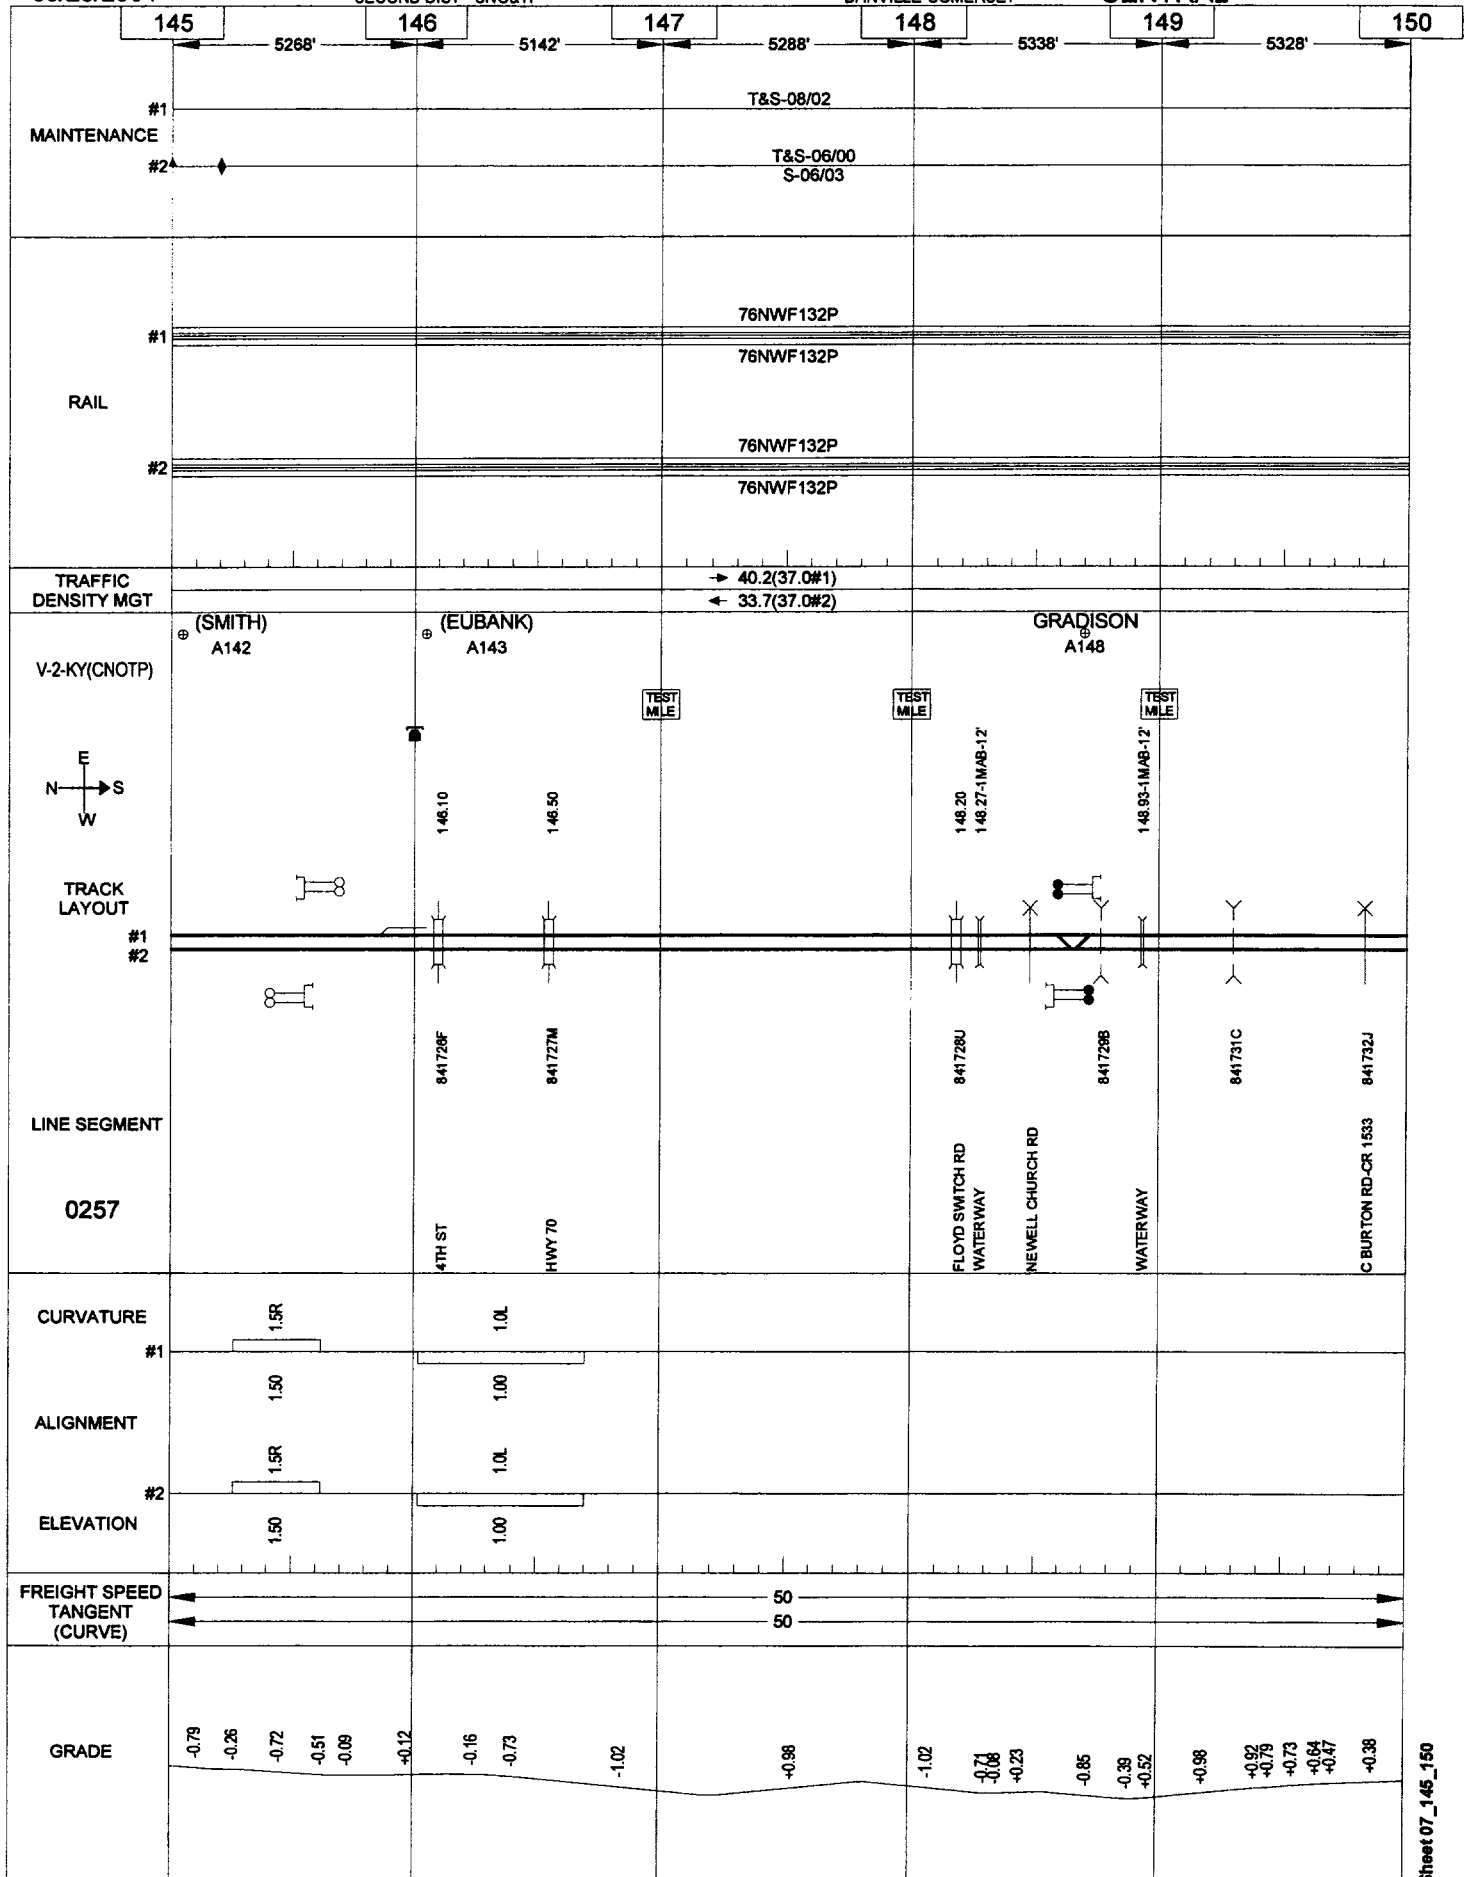 145 146 147 148 149 150
5268' 5142' 5288' 5338' 5328'
#1 T&S-08/02
MAINTENANCE
#2 T&S-06/00
S-06/03
76NWF132P
#1
76NWF132P
RAIL
76NWF132P
#2
76NWF132P
TRAFFIC
DENSITY MGT
40.2(37.0#1)
33.7(37.0#2)
(SMITH) (EUBANK) GRADISON
A142 A143 A148
V-2-KY(CNOTP)
TEST
MILE
TEST
MILE
TEST
MILE
E
N S
W
146.10
146.50
148.20
148.27-1MAB-12'
148.93-1MAB-12'
TRACK
LAYOUT
#1
#2
841726F
841727M
841728U
841729B
841731C
841732J
LINE SEGMENT
0257
4TH ST
HWY 70
FLOYD SWITCH RD
WATERWAY
NEWELL CHURCH RD
WATERWAY
C BURTON RD-CR 1533
CURVATURE
1.5R 1.0L
#1
1.50 1.00
ALIGNMENT
1.5R 1.0L
#2
ELEVATION
1.50 1.00
FREIGHT SPEED
TANGENT
(CURVE)
50
50
GRADE
-0.79
-0.26
-0.72
-0.51
-0.09
+0.12
-0.16
-0.73
-1.02
+0.98
-1.02
-0.71
-0.08
+0.23
-0.85
-0.39
+0.52
+0.98
+0.92
+0.79
+0.73
+0.64
+0.47
+0.38
Sheet 07_145_150